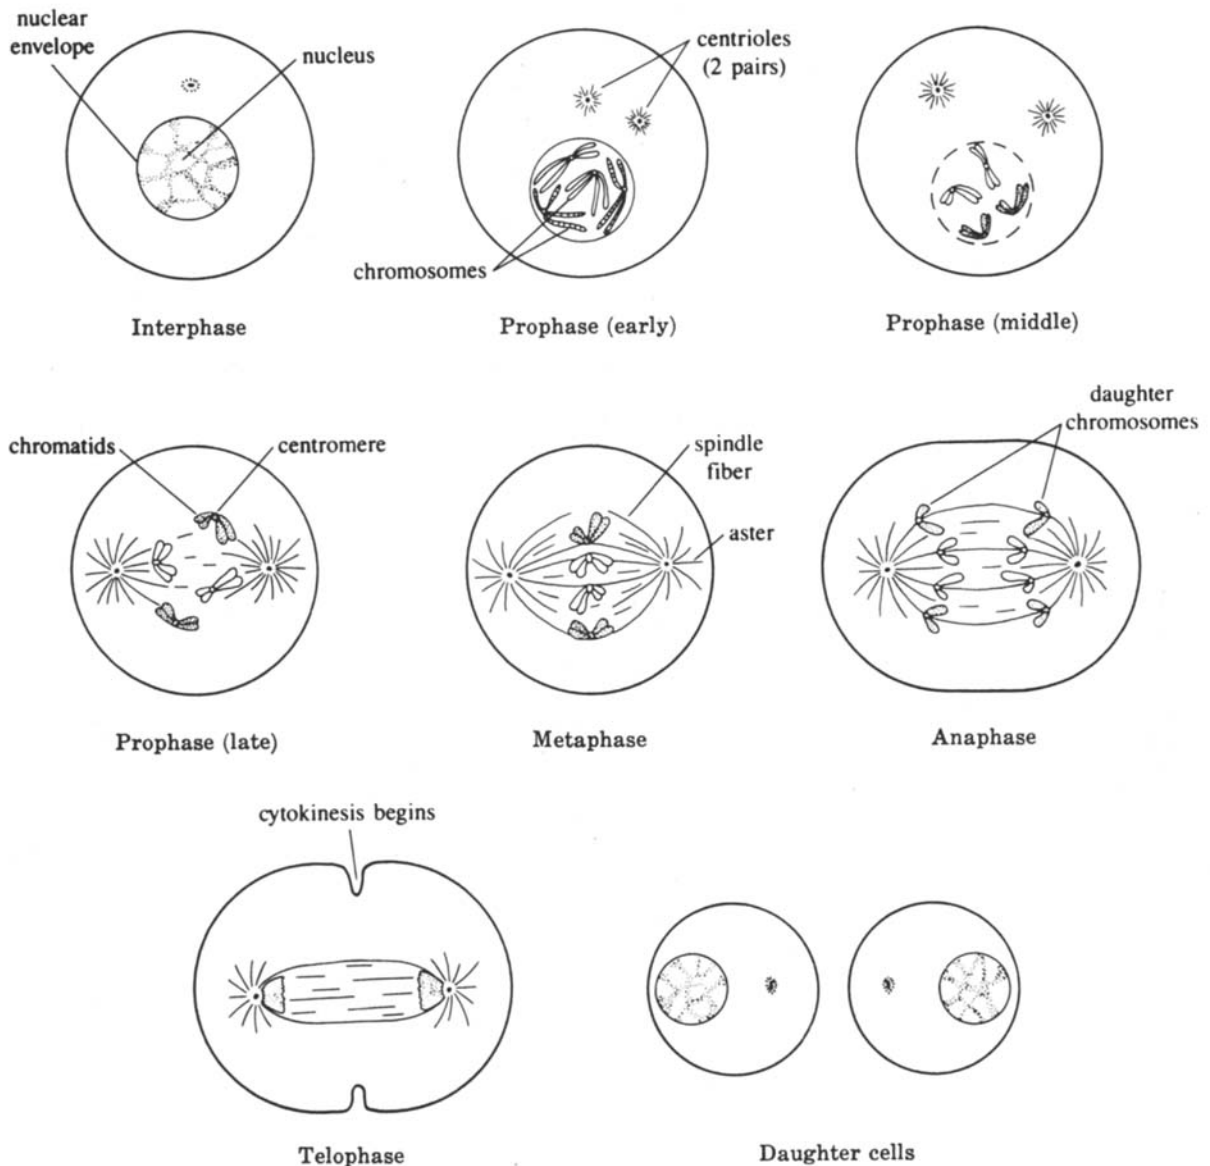 nuclear
envelope
nucleus
centrioles
(2 pairs)
chromosomes
Interphase
Prophase (early)
Prophase (middle)
chromatids
centromere
spindle
fiber
aster
daughter
chromosomes
Prophase (late)
Metaphase
Anaphase
cytokinesis begins
Telophase
Daughter cells